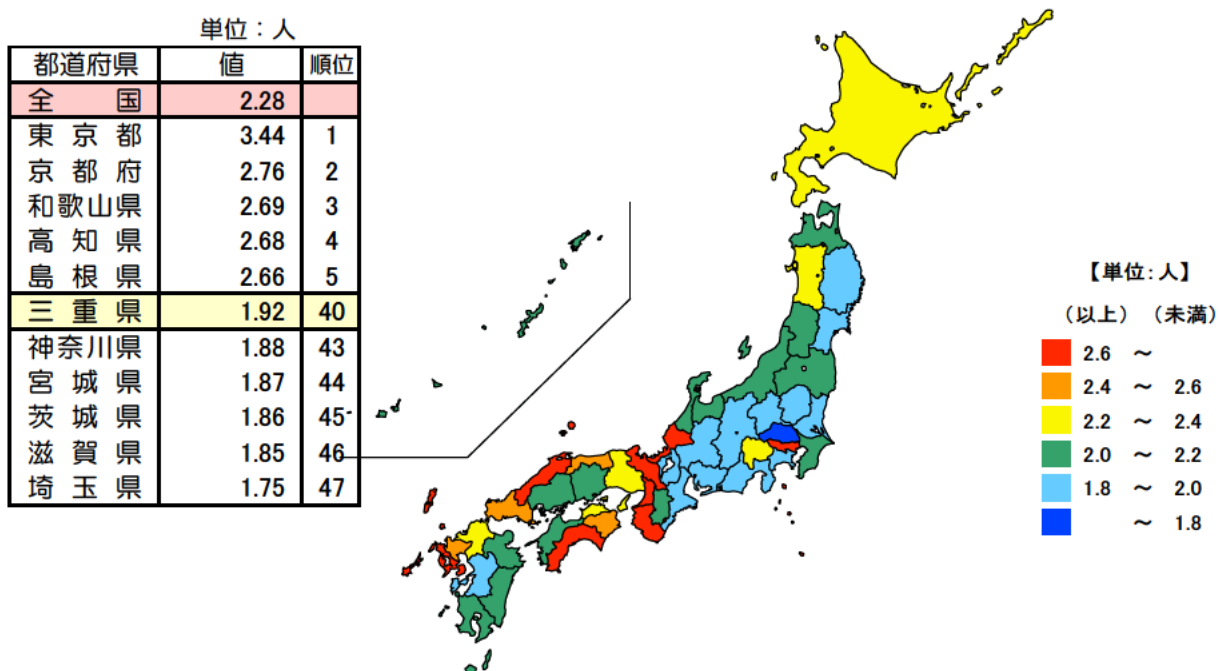 単位：人
都道府県 値 順位
全国 2.28
東京都 3.44 1
京都府 2.76 2
和歌山県 2.69 3
高知県 2.68 4
島根県 2.66 5
三重県 1.92 40
神奈川県 1.88 43
宮城県 1.87 44
茨城県 1.86 45
滋賀県 1.85 46
埼玉県 1.75 47
【単位：人】
（以上） （未満）
2.6 ～
2.4 ～ 2.6
2.2 ～ 2.4
2.0 ～ 2.2
1.8 ～ 2.0
～ 1.8